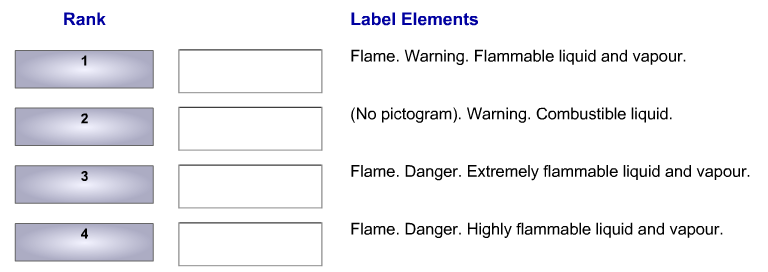 Rank Label Elements
1 Flame. Warning. Flammable liquid and vapour.
2 (No pictogram). Warning. Combustible liquid.
3 Flame. Danger. Extremely flammable liquid and vapour.
4 Flame. Danger. Highly flammable liquid and vapour.